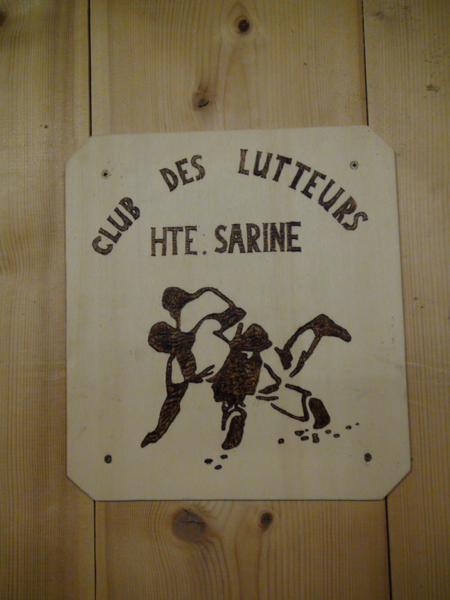 CLUB DES LUTTEURS
HTE. SARINE